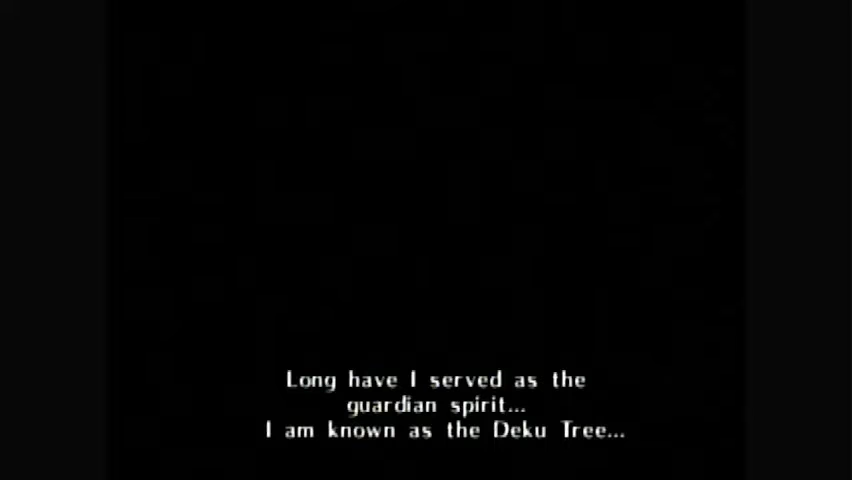 Long have I served as the
guardian spirit...
I am known as the Deku Tree...